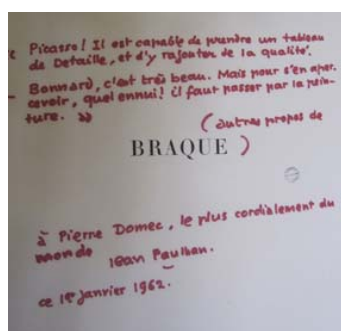 « Picasso ! Il est capable de prendre un tableau
de Detaille, et d'y rajouter de la qualité.
– Bonnard, c'est très beau. Mais pour s'en aper-
cevoir, quel ennui ! il faut passer par la pein-
ture. »
(autres propos de
BRAQUE )
à Pierre Domec, le plus cordialement du
monde Jean Paulhan.
ce 1er janvier 1962.